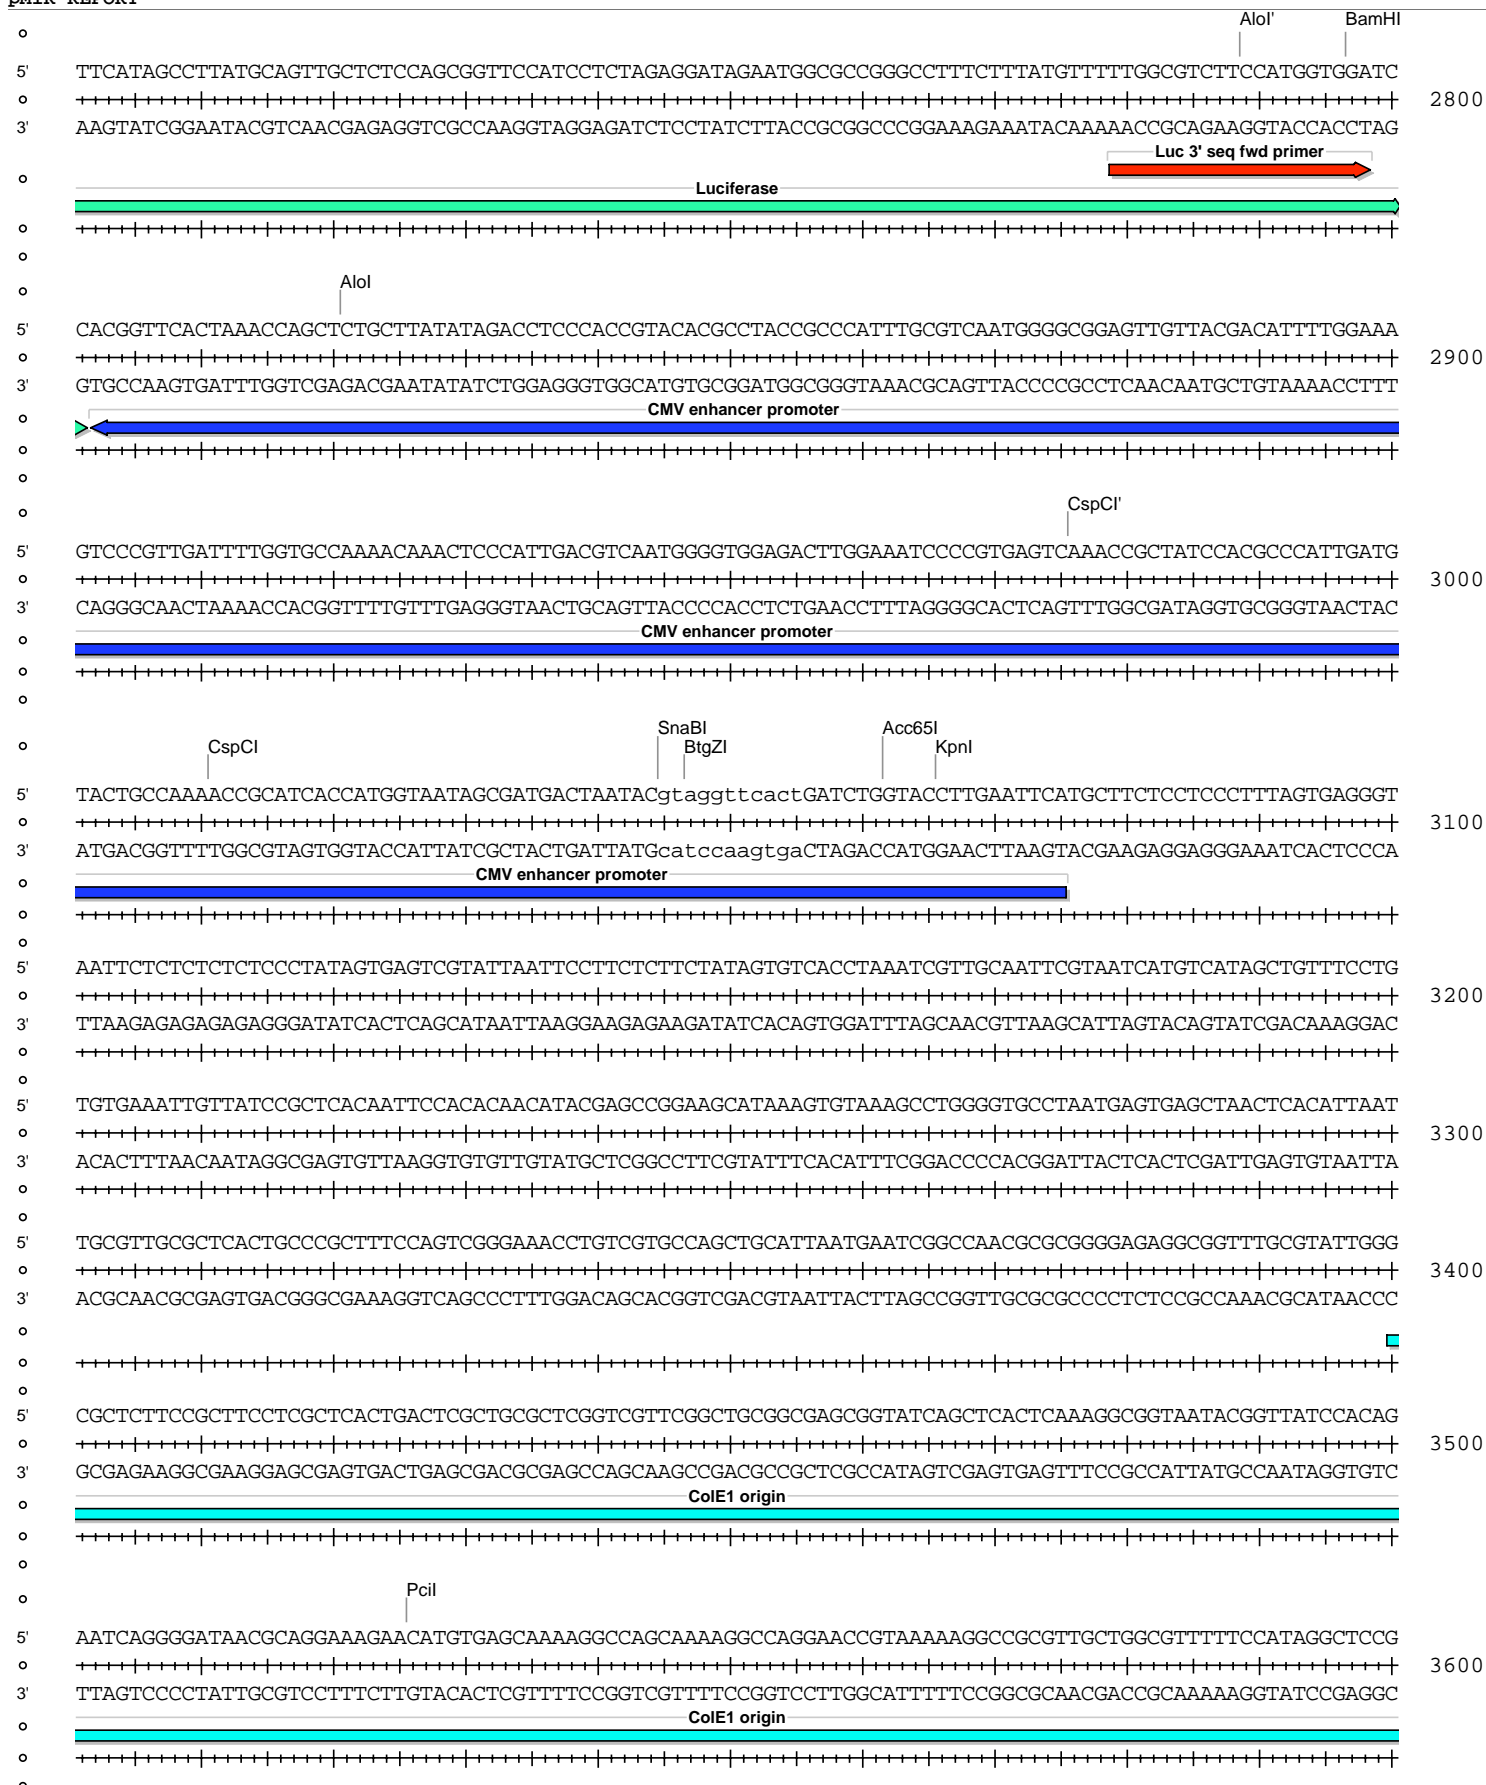 AloI' BamHI
5' TTCATAGCCTTATGCAGTTGCTCTCCAGCGGTTCCATCCTCTAGAGGATAGAATGGCGCCGGGCCTTTCTTTATGTTTTTGGCGTCTTCCATGGTGGATC
2800
3' AAGTATCGGAATACGTCAACGAGAGGTCGCCAAGGTAGGAGATCTCCTATCTTACCGCGGCCCGGAAAGAAATACAAAAACCGCAGAAGGTACCACCTAG
Luc 3' seq fwd primer
Luciferase
AloI
5' CACGGTTCACTAAACCAGCTCTGCTTATATAGACCTCCCACCGTACACGCCTACCGCCCATTTGCGTCAATGGGGCGGAGTTGTTACGACATTTTGGAAA
2900
3' GTGCCAAGTGATTTGGTCGAGACGAATATATCTGGAGGGTGGCATGTGCGGATGGCGGGTAAACGCAGTTACCCCGCCTCAACAATGCTGTAAAACCTTT
CMV enhancer promoter
CspCI'
5' GTCCCGTTGATTTTGGTGCCAAAACAAACTCCCATTGACGTCAATGGGGTGGAGACTTGGAAATCCCCGTGAGTCAAACCGCTATCCACGCCCATTGATG
3000
3' CAGGGCAACTAAAACCACGGTTTTGTTTGAGGGTAACTGCAGTTACCCCACCTCTGAACCTTTAGGGGCACTCAGTTTGGCGATAGGTGCGGGTAACTAC
CMV enhancer promoter
SnaBI Acc65I
CspCI BtgZI KpnI
5' TACTGCCAAAACCGCATCACCATGGTAATAGCGATGACTAATACgtaggttcactGATCTGGTACCTTGAATTCATGCTTCTCCTCCCTTTAGTGAGGGT
3100
3' ATGACGGTTTTGGCGTAGTGGTACCATTATCGCTACTGATTATGcatccaagtgaCTAGACCATGGAACTTAAGTACGAAGAGGAGGGAAATCACTCCCA
CMV enhancer promoter
5' AATTCTCTCTCTCTCCCTATAGTGAGTCGTATTAATTCCTTCTCTTCTATAGTGTCACCTAAATCGTTGCAATTCGTAATCATGTCATAGCTGTTTCCTG
3200
3' TTAAGAGAGAGAGAGGGATATCACTCAGCATAATTAAGGAAGAGAAGATATCACAGTGGATTTAGCAACGTTAAGCATTAGTACAGTATCGACAAAGGAC
5' TGTGAAATTGTTATCCGCTCACAATTCCACACAACATACGAGCCGGAAGCATAAAGTGTAAAGCCTGGGGTGCCTAATGAGTGAGCTAACTCACATTAAT
3300
3' ACACTTTAACAATAGGCGAGTGTTAAGGTGTGTTGTATGCTCGGCCTTCGTATTTCACATTTCGGACCCCACGGATTACTCACTCGATTGAGTGTAATTA
5' TGCGTTGCGCTCACTGCCCGCTTTCCAGTCGGGAAACCTGTCGTGCCAGCTGCATTAATGAATCGGCCAACGCGCGGGGAGAGGCGGTTTGCGTATTGGG
3400
3' ACGCAACGCGAGTGACGGGCGAAAGGTCAGCCCTTTGGACAGCACGGTCGACGTAATTACTTAGCCGGTTGCGCGCCCCTCTCCGCCAAACGCATAACCC
5' CGCTCTTCCGCTTCCTCGCTCACTGACTCGCTGCGCTCGGTCGTTCGGCTGCGGCGAGCGGTATCAGCTCACTCAAAGGCGGTAATACGGTTATCCACAG
3500
3' GCGAGAAGGCGAAGGAGCGAGTGACTGAGCGACGCGAGCCAGCAAGCCGACGCCGCTCGCCATAGTCGAGTGAGTTTCCGCCATTATGCCAATAGGTGTC
ColE1 origin
PciI
5' AATCAGGGGATAACGCAGGAAAGAACATGTGAGCAAAAGGCCAGCAAAAGGCCAGGAACCGTAAAAAGGCCGCGTTGCTGGCGTTTTTCCATAGGCTCCG
3600
3' TTAGTCCCCTATTGCGTCCTTTCTTGTACACTCGTTTTCCGGTCGTTTTCCGGTCCTTGGCATTTTTCCGGCGCAACGACCGCAAAAAGGTATCCGAGGC
ColE1 origin